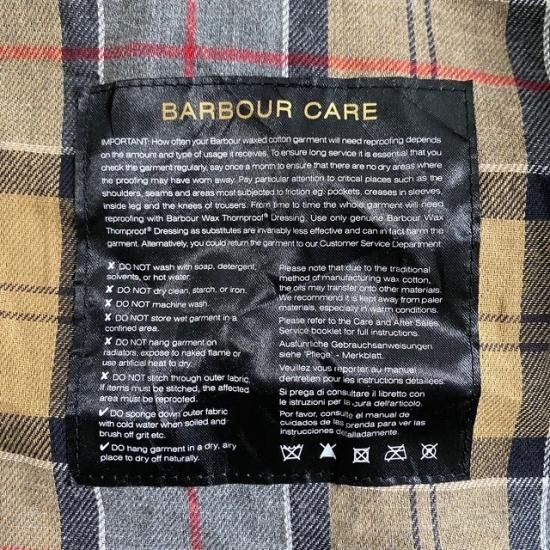 BARBOUR CARE
IMPORTANT: How often your Barbour waxed cotton garment will need reproofing depends
on the amount and type of usage it receives. To ensure long service it is essential that you
check the garment regularly, say once a month to ensure that there are no dry areas where
the proofing may have worn away. Pay particular attention to critical places such as the
shoulders, seams and areas most subjected to friction eg: pockets, creases in sleeves,
inside leg and the knees of trousers. From time to time the whole garment will need
reproofing with Barbour Wax Thornproof® Dressing. Use only genuine Barbour Wax
Thornproof® Dressing as substitutes are invariably less effective and can in fact harm the
garment. Alternatively, you could return the garment to our Customer Service Department
✘ DO NOT wash with soap, detergent,
solvents, or hot water.
✘ DO NOT dry clean, starch, or iron.
✘ DO NOT machine wash.
✘ DO NOT store wet garment in a
confined area.
✘ DO NOT hang garment on
radiators, expose to naked flame or
use artificial heat to dry.
✘ DO NOT stitch through outer fabric.
If items must be stitched, the affected
area must be reproofed.
✔ DO sponge down outer fabric
with cold water when soiled and
brush off grit etc.
✔ DO hang garment in a dry, airy
place to dry off naturally.
Please note that due to the traditional
method of manufacturing wax cotton,
the oils may transfer onto other materials.
We recommend it is kept away from paler
materials, especially in warm conditions.
Please refer to the Care and After Sales
Service booklet for full instructions.
Ausführliche Gebrauchsanweisungen
siehe "Pflege" - Merkblatt.
Veuillez vous reporter au manuel
d'entretien pour les instructions détaillées.
Si prega di consultare il libretto con
le istruzioni per la cura dell'articolo.
Por favor, consulte el manual de
cuidados de las prenda para ver las
instrucciones detalladamente.